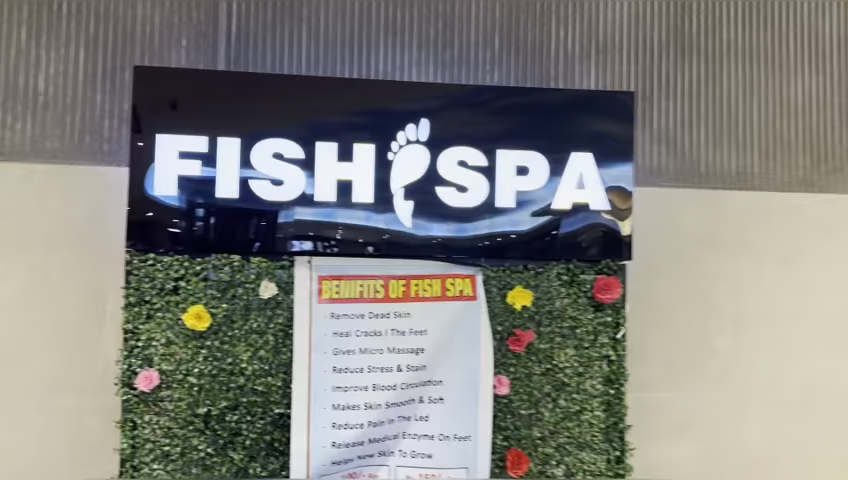 FISH SPA
BENIFITS OF FISH SPA
- Remove Dead Skin
- Heal Cracks I The Feet
- Gives Micro Massage
- Reduce Stress & Stain
- Improve Blood Circulation
- Makes Skin Smooth & Soft
- Reduce Pain In The Led
- Release Medical Enzyme On Feet
- Helps New Skin To Grow